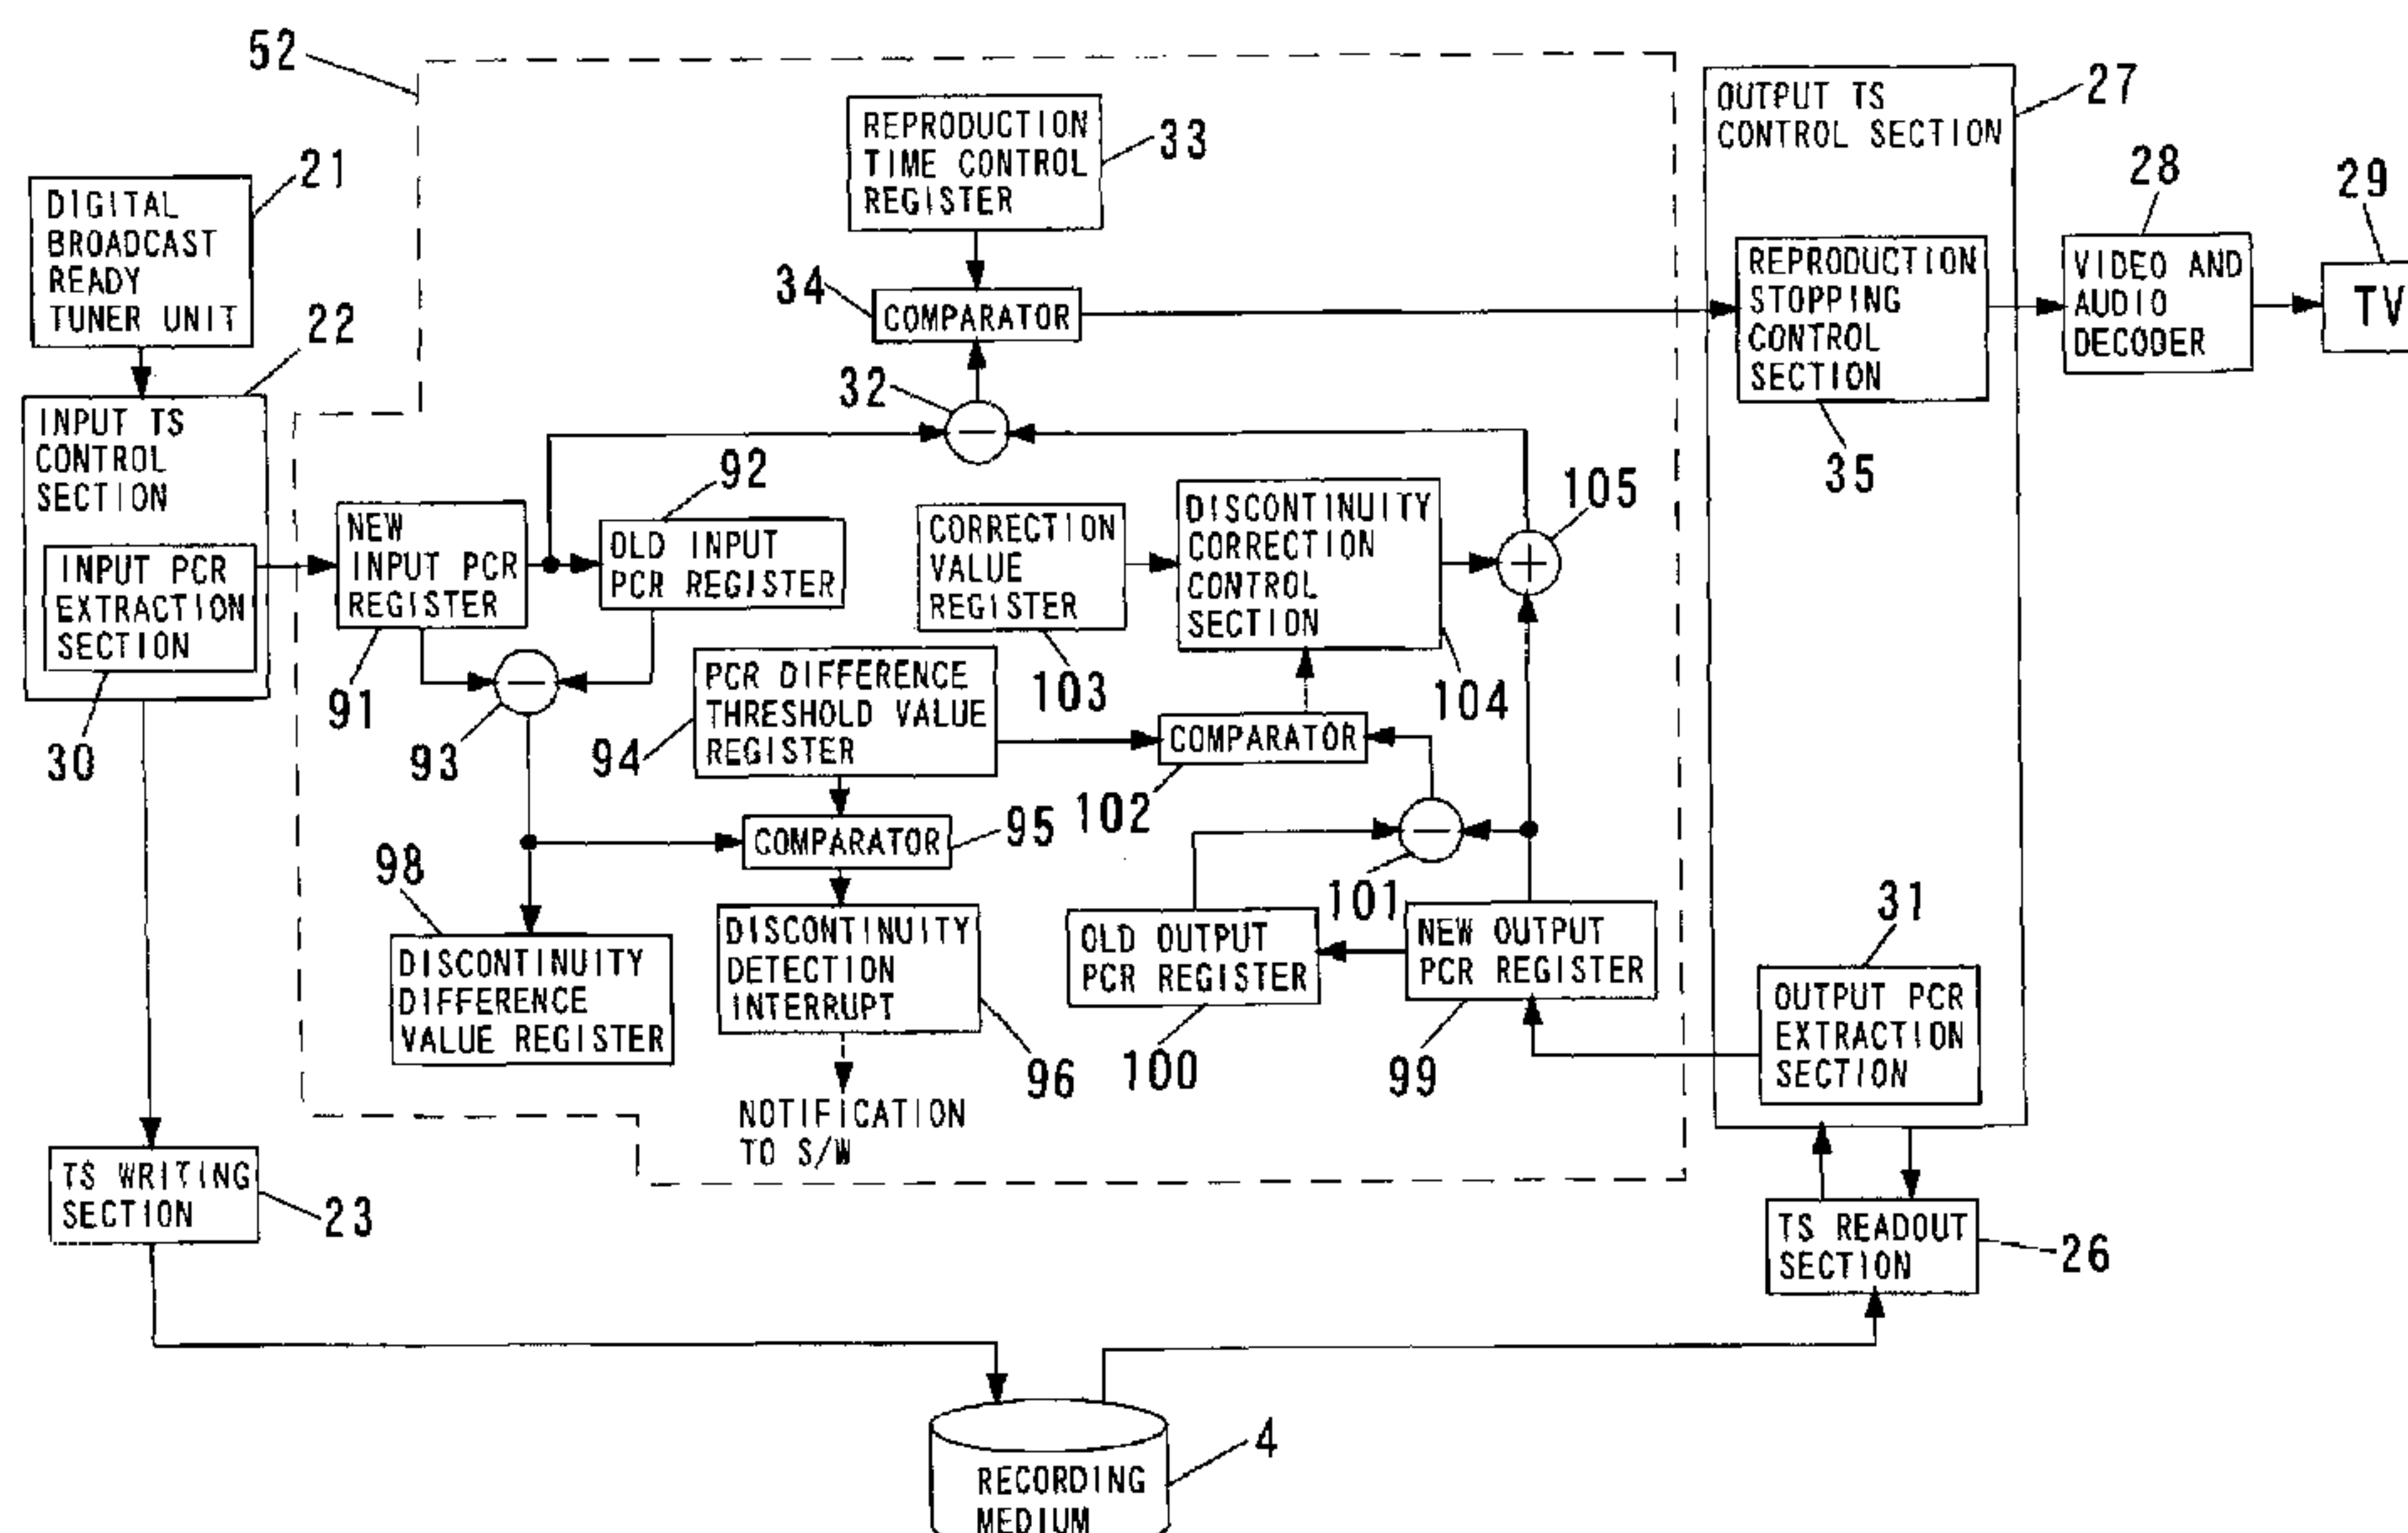 52
DIGITAL
BROADCAST
READY
TUNER UNIT
21
INPUT TS
CONTROL
SECTION
22
INPUT PCR
EXTRACTION
SECTION
30
REPRODUCTION
TIME CONTROL
REGISTER
33
34
COMPARATOR
32
−
NEW
INPUT PCR
REGISTER
91
92
OLD INPUT
PCR REGISTER
−
93
CORRECTION
VALUE
REGISTER
103
DISCONTINUITY
CORRECTION
CONTROL
SECTION
104
105
+
PCR DIFFERENCE
THRESHOLD VALUE
REGISTER
94
COMPARATOR
102
COMPARATOR
95
−
101
98
DISCONTINUITY
DIFFERENCE
VALUE REGISTER
DISCONTINUITY
DETECTION
INTERRUPT
96
NOTIFICATION
TO S/W
OLD OUTPUT
PCR REGISTER
100
NEW OUTPUT
PCR REGISTER
99
OUTPUT TS
CONTROL SECTION
27
REPRODUCTION
STOPPING
CONTROL
SECTION
35
28
VIDEO AND
AUDIO
DECODER
29
TV
31
OUTPUT PCR
EXTRACTION
SECTION
TS WRITING
SECTION
23
TS READOUT
SECTION
26
4
RECORDING
MEDIUM